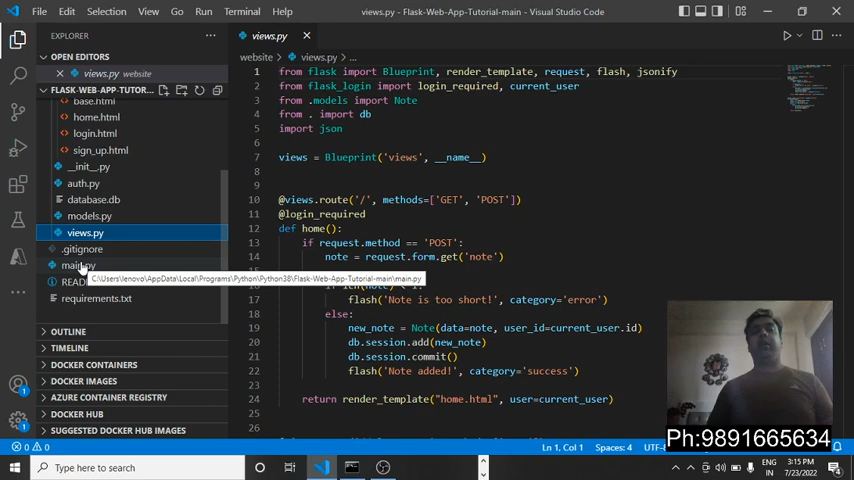 File Edit Selection View Go Run Terminal Help
views.py - Flask-Web-App-Tutorial-main - Visual Studio Code
EXPLORER
OPEN EDITORS
views.py website
FLASK-WEB-APP-TUTOR...
base.html
home.html
login.html
sign_up.html
__init__.py
auth.py
database.db
models.py
views.py
.gitignore
main.py
C:\Users\lenovo\AppData\Local\Programs\Python\Python38\Flask-Web-App-Tutorial-main\main.py
READ
requirements.txt
OUTLINE
TIMELINE
DOCKER CONTAINERS
DOCKER IMAGES
AZURE CONTAINER REGISTRY
DOCKER HUB
SUGGESTED DOCKER HUB IMAGES
1
1
views.py
website > views.py > ...
1 from flask import Blueprint, render_template, request, flash, jsonify
2 from flask_login import login_required, current_user
3 from .models import Note
4 from . import db
5 import json
6
7 views = Blueprint('views', __name__)
8
9
10 @views.route('/', methods=['GET', 'POST'])
11 @login_required
12 def home():
13 if request.method == 'POST':
14 note = request.form.get('note')
17 flash('Note is too short!', category='error')
18 else:
19 new_note = Note(data=note, user_id=current_user.id)
20 db.session.add(new_note)
21 db.session.commit()
22 flash('Note added!', category='success')
23
24 return render_template("home.html", user=current_user)
25
26
Ph:9891665634
0 0
Ln 1, Col 1 Spaces: 4 UTF-8
Type here to search
ENG
IN
3:15 PM
7/23/2022
4